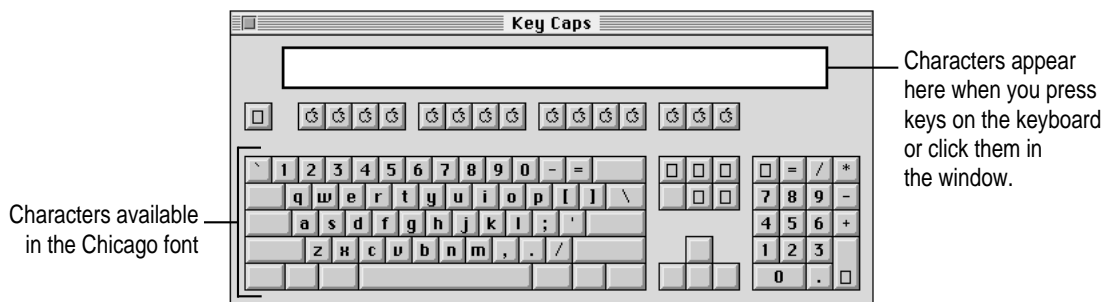 Key Caps
Characters appear
here when you press
keys on the keyboard
or click them in
the window.
` 1 2 3 4 5 6 7 8 9 0 - = = / *
q w e r t y u i o p [ ] \ 7 8 9 -
Characters available
in the Chicago font
a s d f g h j k l ; ' 4 5 6 +
z x c v b n m , . / 1 2 3
0 .